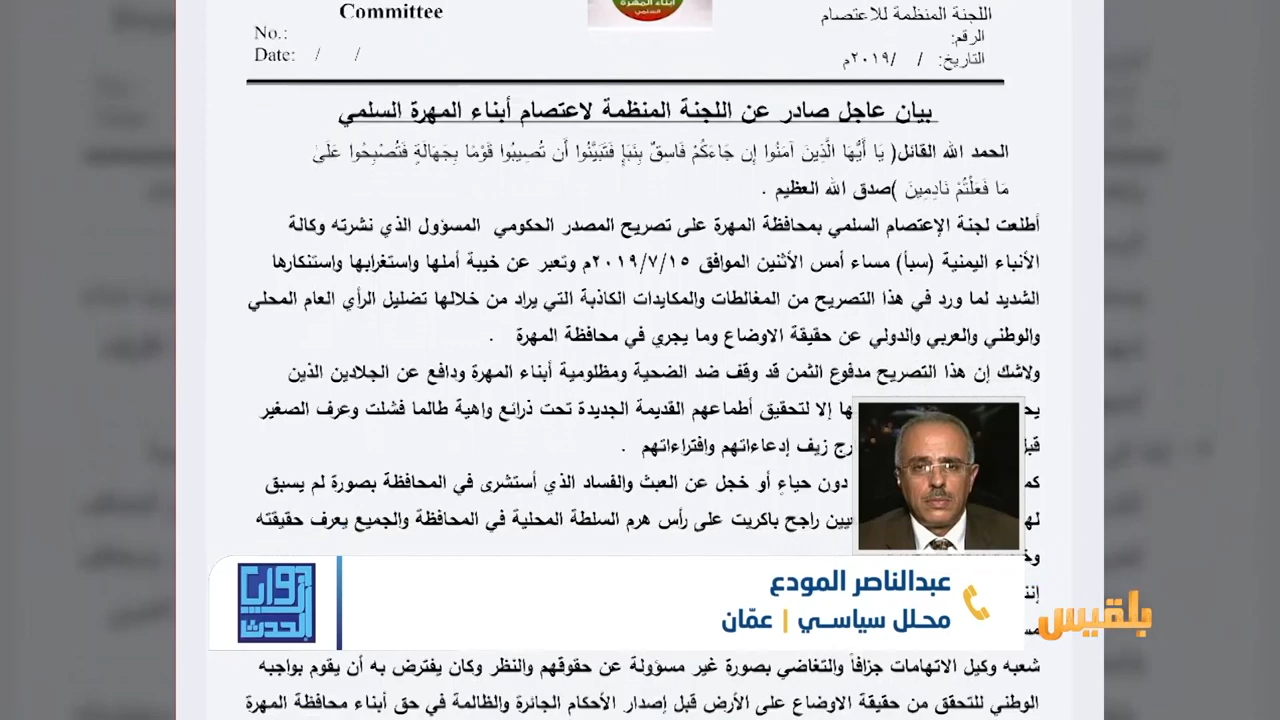 Committee
اللجنة المنظمة للاعتصام
أبناء المهرة
السلمي
No.:
الرقم:
Date: / /
التاريخ: / /٢٠١٩م
بيان عاجل صادر عن اللجنة المنظمة لاعتصام أبناء المهرة السلمي
الحمد الله القائل( يَا أَيُّهَا الَّذِينَ آمَنُوا إِن جَاءَكُمْ فَاسِقٌ بِنَبَإٍ فَتَبَيَّنُوا أَن تُصِيبُوا قَوْمًا بِجَهَالَةٍ فَتُصْبِحُوا عَلَىٰ
مَا فَعَلْتُمْ نَادِمِينَ )صدق الله العظيم .
أطلعت لجنة الإعتصام السلمي بمحافظة المهرة على تصريح المصدر الحكومي المسؤول الذي نشرته وكالة
الأنباء اليمنية (سبأ) مساء أمس الأثنين الموافق ٢٠١٩/٧/١٥م وتعبر عن خيبة أملها واستغرابها واستنكارها
الشديد لما ورد في هذا التصريح من المغالطات والمكايدات الكاذبة التي يراد من خلالها تضليل الرأي العام المحلي
والوطني والعربي والدولي عن حقيقة الاوضاع وما يجري في محافظة المهرة .
ولاشك إن هذا التصريح مدفوع الثمن قد وقف ضد الضحية ومظلومية أبناء المهرة ودافع عن الجلادين الذين
إلا لتحقيق أطماعهم القديمة الجديدة تحت ذرائع واهية طالما فشلت وعرف الصغير
زيف إدعاءاتهم وافتراءاتهم .
دون حياءٍ أو خجل عن العبث والفساد الذي أستشرى في المحافظة بصورة لم يسبق
راجح باكريت على رأس هرم السلطة المحلية في المحافظة والجميع يعرف حقيقته
عبدالناصر المودع
محلل سياسي | عمّان
أبواب الحدث
بلقيس
شعبه وكيل الاتهامات جزافاً والتغاضي بصورة غير مسؤولة عن حقوقهم والنظر وكان يفترض به أن يقوم بواجبه
الوطني للتحقق من حقيقة الاوضاع على الأرض قبل إصدار الأحكام الجائرة والظالمة في حق أبناء محافظة المهرة